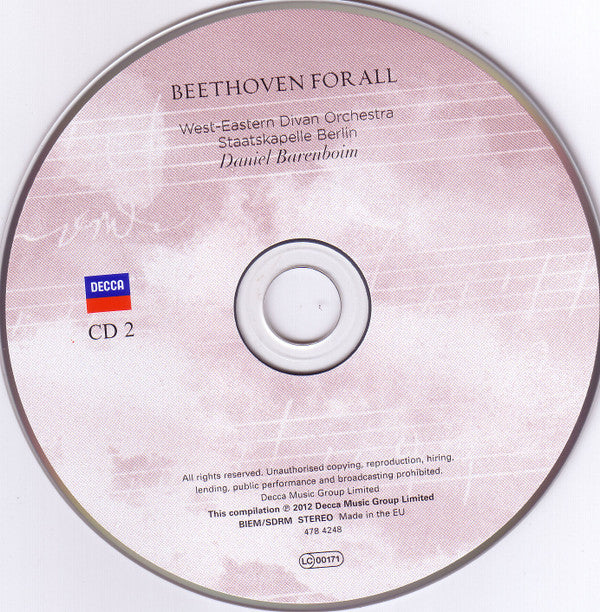 BEETHOVEN FOR ALL
West-Eastern Divan Orchestra
Staatskapelle Berlin
Daniel Barenboim
DECCA
CD 2
All rights reserved. Unauthorised copying, reproduction, hiring,
lending, public performance and broadcasting prohibited.
Decca Music Group Limited
This compilation ℗ 2012 Decca Music Group Limited
BIEM/SDRM STEREO Made in the EU
478 4248
LC 00171